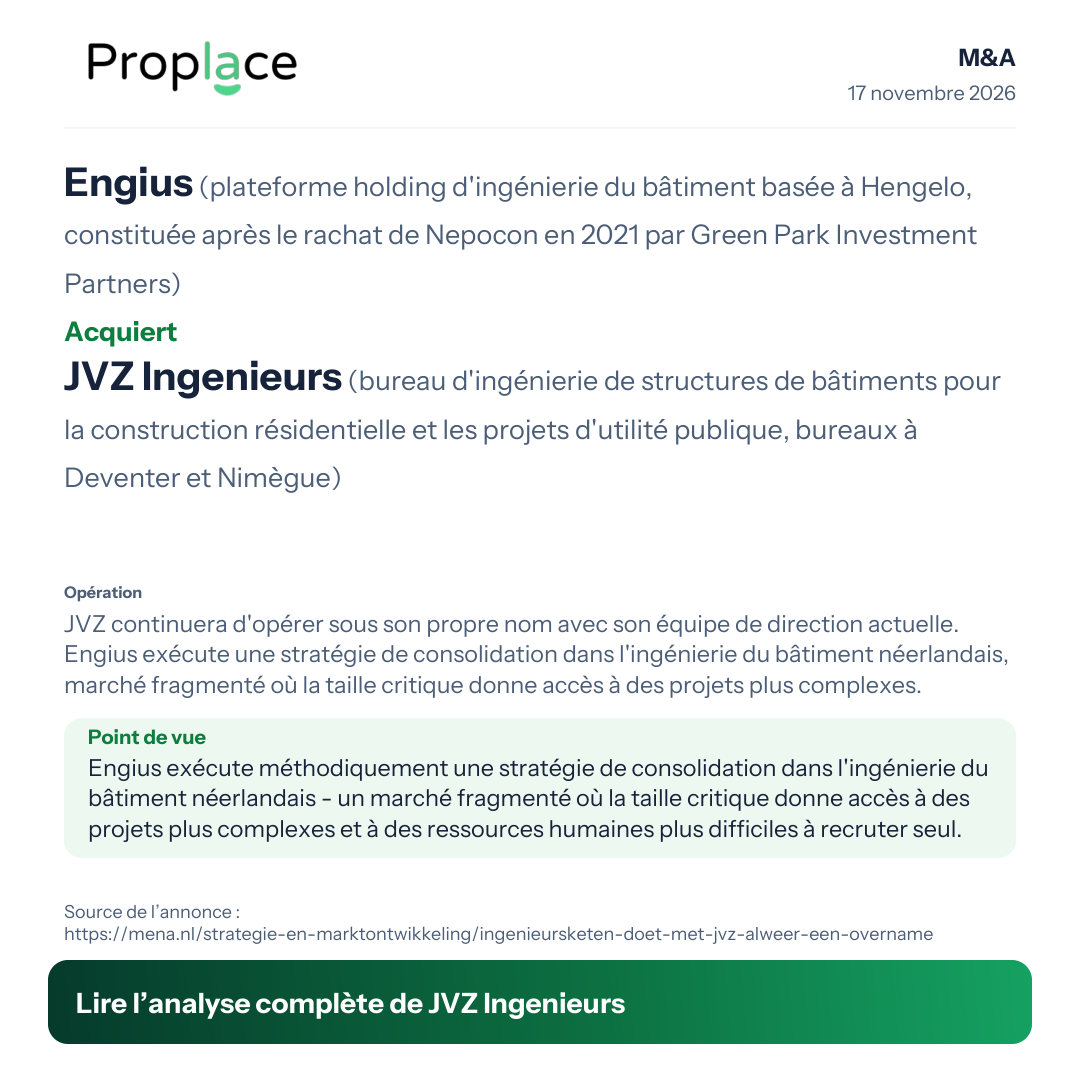 Proplace
M&A
17 novembre 2026
Engius (plateforme holding d'ingénierie du bâtiment basée à Hengelo,
constituée après le rachat de Nepocon en 2021 par Green Park Investment
Partners)
Acquiert
JVZ Ingenieurs (bureau d'ingénierie de structures de bâtiments pour
la construction résidentielle et les projets d'utilité publique, bureaux à
Deventer et Nimègue)
Opération
JVZ continuera d'opérer sous son propre nom avec son équipe de direction actuelle.
Engius exécute une stratégie de consolidation dans l'ingénierie du bâtiment néerlandais,
marché fragmenté où la taille critique donne accès à des projets plus complexes.
Point de vue
Engius exécute méthodiquement une stratégie de consolidation dans l'ingénierie du
bâtiment néerlandais - un marché fragmenté où la taille critique donne accès à des
projets plus complexes et à des ressources humaines plus difficiles à recruter seul.
Source de l’annonce :
https://mena.nl/strategie-en-marktontwikkeling/ingenieursketen-doet-met-jvz-alweer-een-overname
Lire l’analyse complète de JVZ Ingenieurs